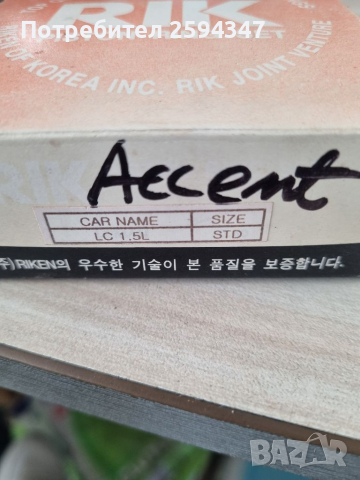 Потребител 2594347
RIK
OF KOREA INC. RIK JOINT VENTURE
RIK Accent
CAR NAME SIZE
LC 1.5L STD
주) RIKEN의 우수한 기술이 본 품질을 보증합니다.
BAZAR